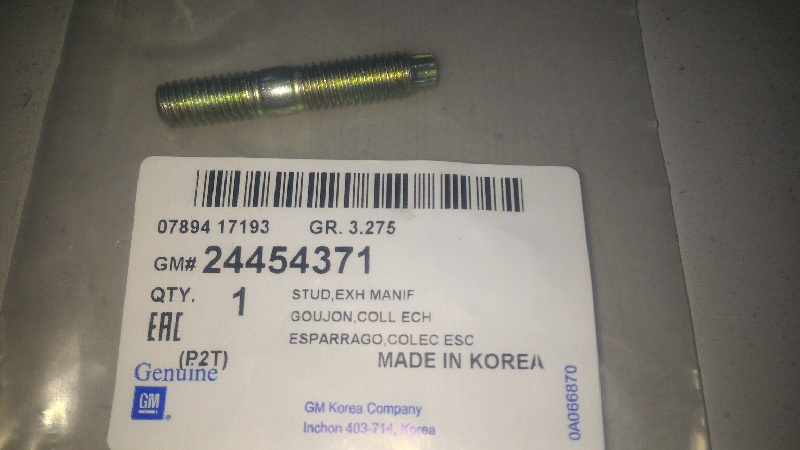 07894 17193 GR. 3.275
GM# 24454371
QTY. 1 STUD,EXH MANIF
GOUJON,COLL ECH
ESPARRAGO,COLEC ESC
EAC
(P.2T) MADE IN KOREA
Genuine
GM
GM Korea Company
Inchon 403-714, Korea
0A066870